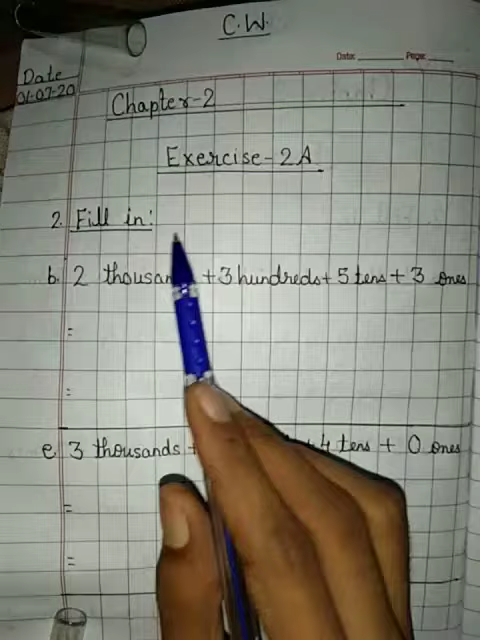 C.W.
Date: Page:
Date
01-07-20
Chapter-2
Exercise-2A
2. Fill in:
b. 2 +3 hundreds+ 5 tens + 3 ones
=
=
e. 3 thousands + +4 tens + 0 ones
=
=